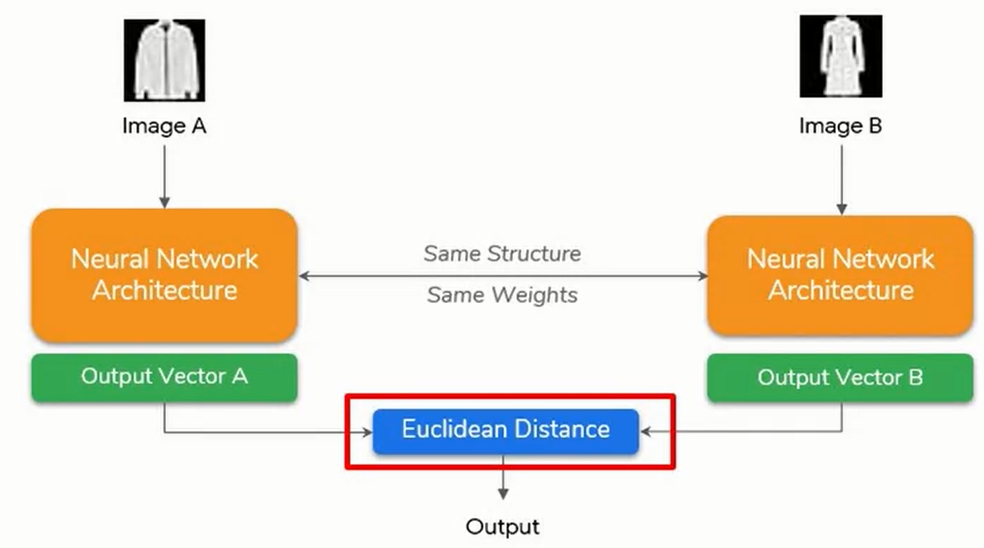 Image A
Image B
Neural Network
Architecture
Same Structure
Same Weights
Neural Network
Architecture
Output Vector A
Output Vector B
Euclidean Distance
Output